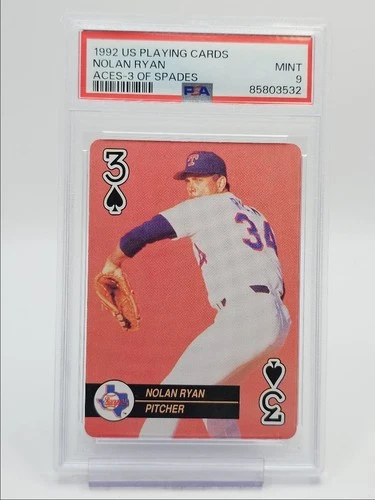 1992 US PLAYING CARDS
NOLAN RYAN MINT
ACES-3 OF SPADES 9
PSA 85803532
3
T
34
NOLAN RYAN
PITCHER
3